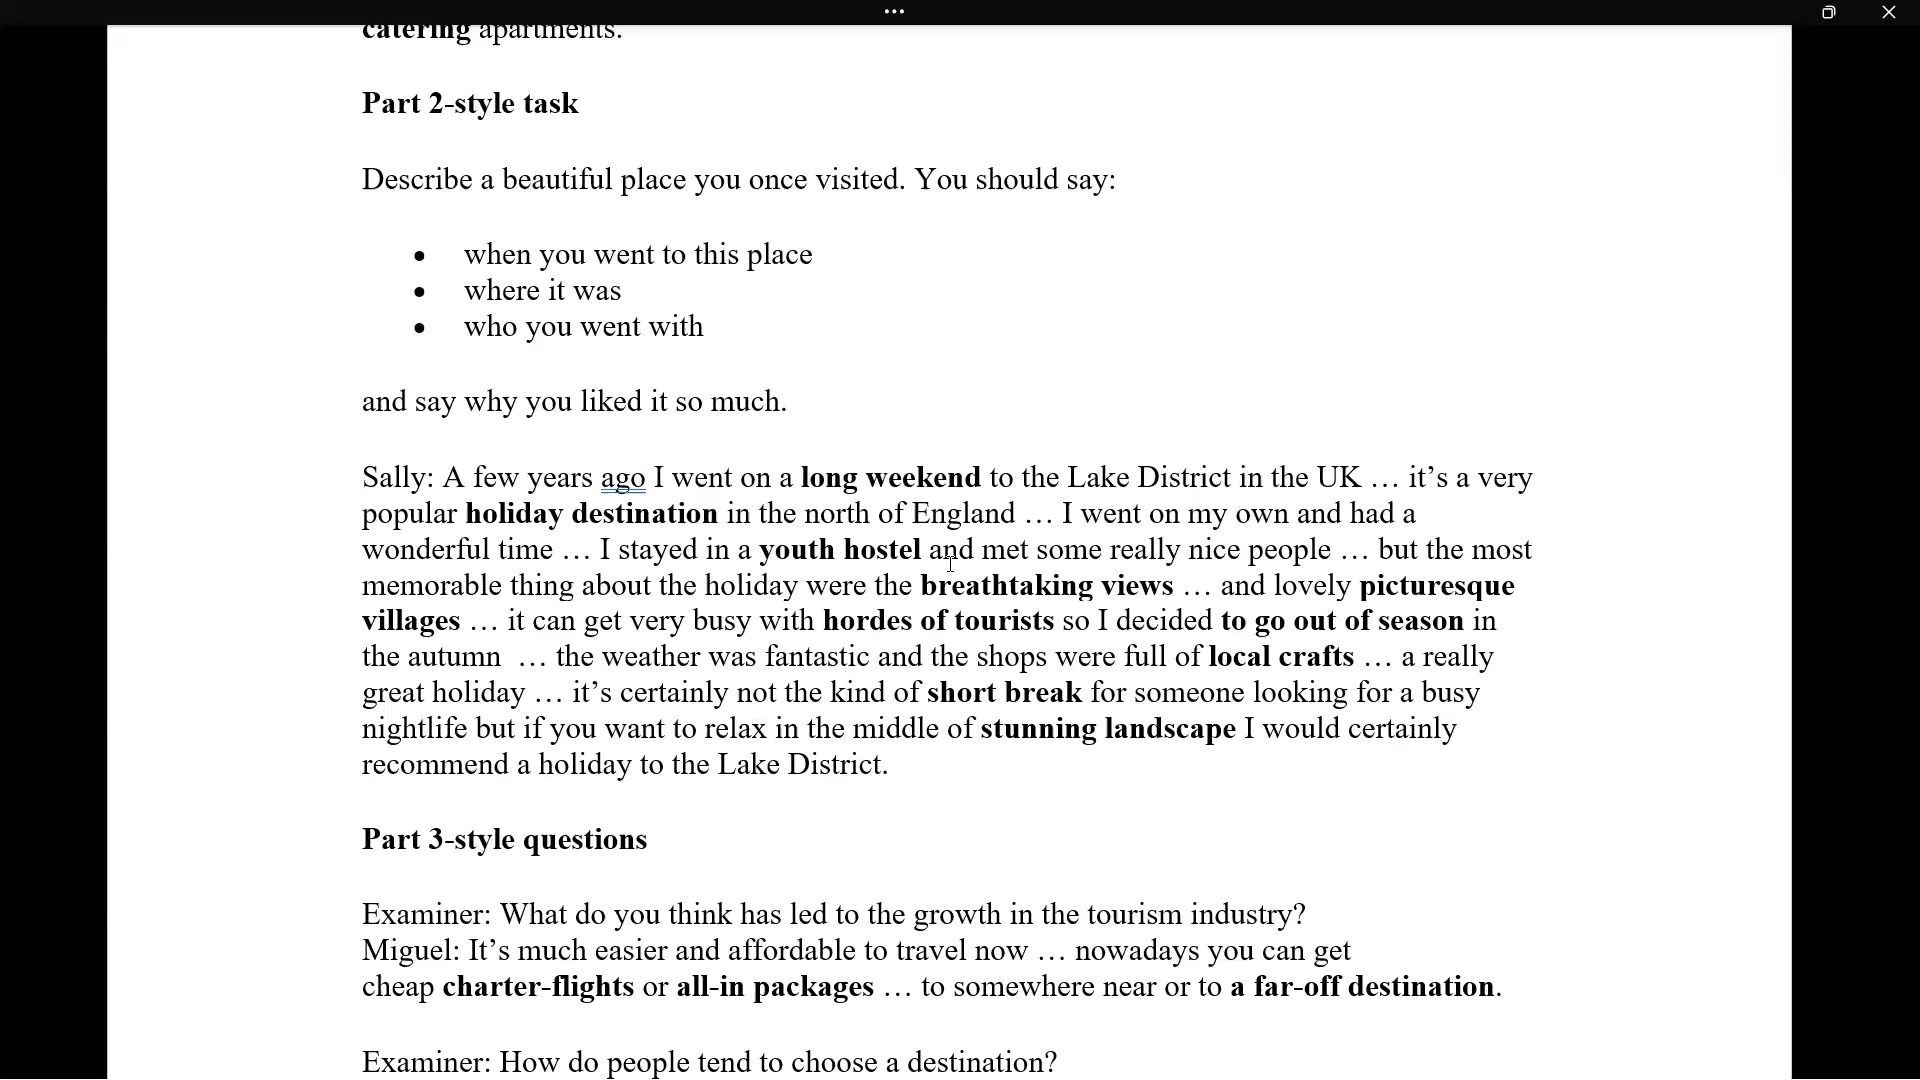 catering apartments.
Part 2-style task
Describe a beautiful place you once visited. You should say:
• when you went to this place
• where it was
• who you went with
and say why you liked it so much.
Sally: A few years ago I went on a long weekend to the Lake District in the UK … it’s a very
popular holiday destination in the north of England … I went on my own and had a
wonderful time … I stayed in a youth hostel and met some really nice people … but the most
memorable thing about the holiday were the breathtaking views … and lovely picturesque
villages … it can get very busy with hordes of tourists so I decided to go out of season in
the autumn … the weather was fantastic and the shops were full of local crafts … a really
great holiday … it’s certainly not the kind of short break for someone looking for a busy
nightlife but if you want to relax in the middle of stunning landscape I would certainly
recommend a holiday to the Lake District.
Part 3-style questions
Examiner: What do you think has led to the growth in the tourism industry?
Miguel: It’s much easier and affordable to travel now … nowadays you can get
cheap charter-flights or all-in packages … to somewhere near or to a far-off destination.
Examiner: How do people tend to choose a destination?